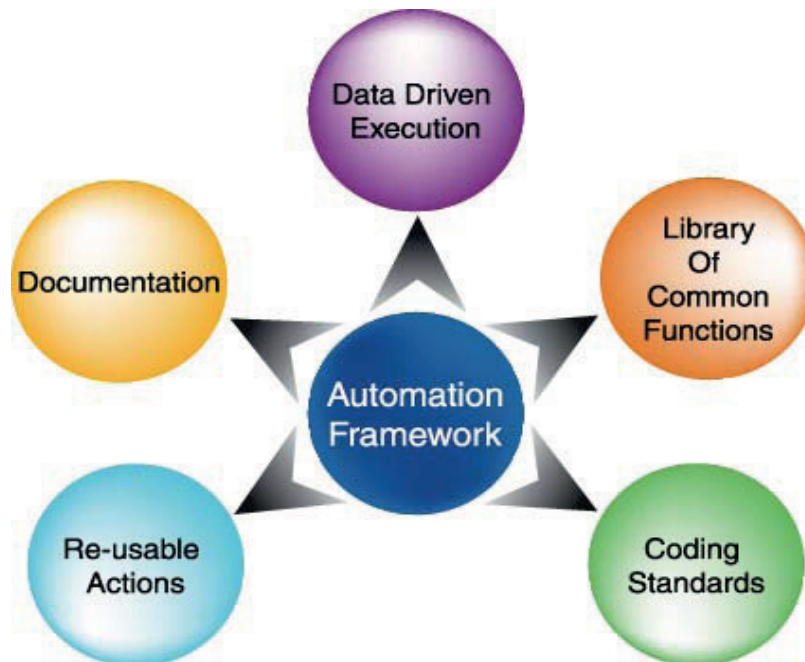 Data Driven
Execution
Documentation
Library
Of
Common
Functions
Automation
Framework
Re-usable
Actions
Coding
Standards